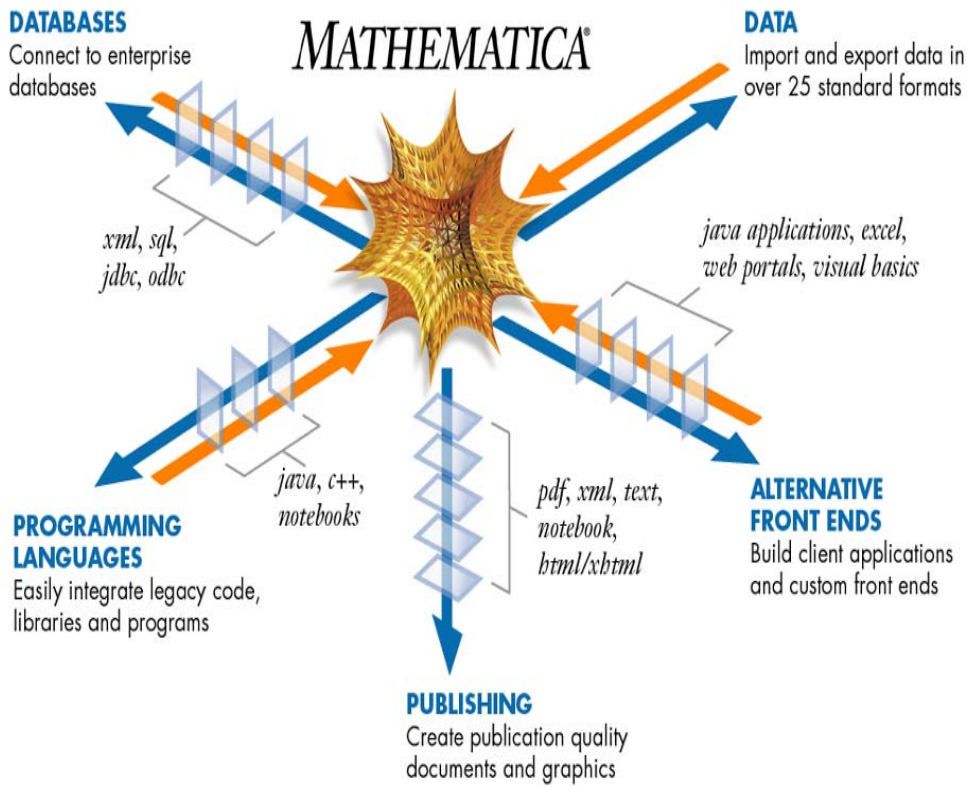 MATHEMATICA®
DATABASES
Connect to enterprise
databases
DATA
Import and export data in
over 25 standard formats
xml, sql,
jdbc, odbc
java applications, excel,
web portals, visual basics
java, c++,
notebooks
pdf, xml, text,
notebook,
html/xhtml
PROGRAMMING
LANGUAGES
Easily integrate legacy code,
libraries and programs
ALTERNATIVE
FRONT ENDS
Build client applications
and custom front ends
PUBLISHING
Create publication quality
documents and graphics